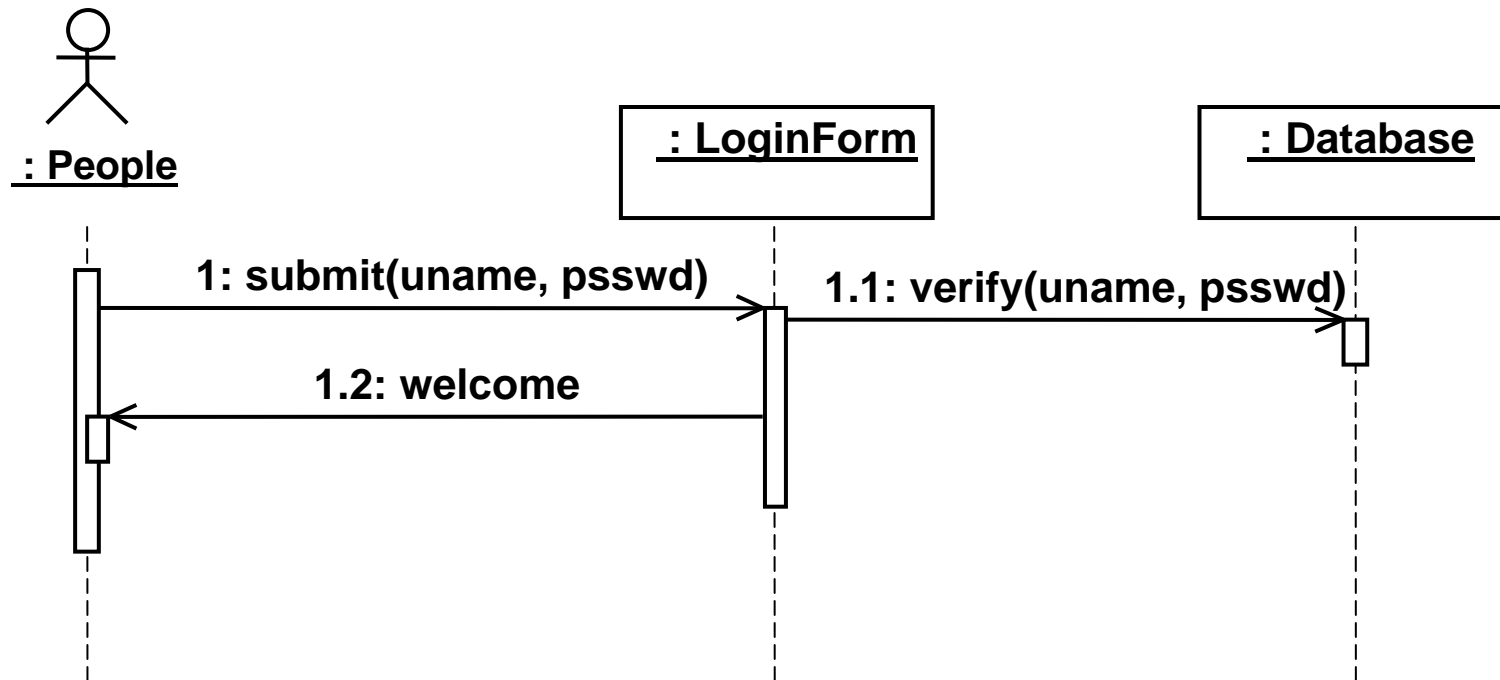 : People
: LoginForm
: Database
1: submit(uname, psswd)
1.1: verify(uname, psswd)
1.2: welcome